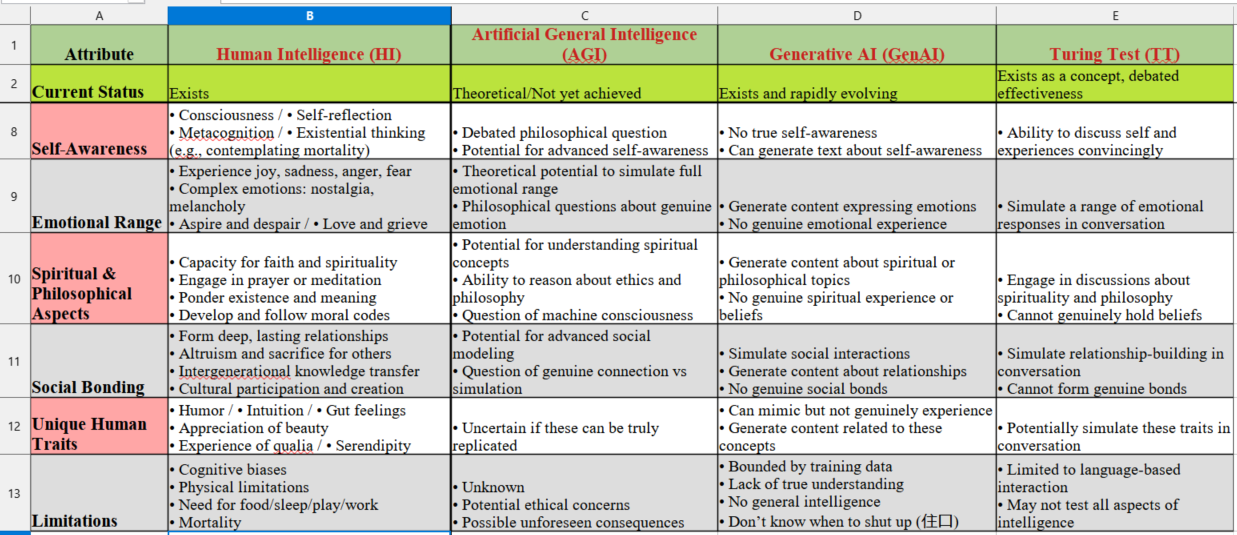 A B C D E
1 Attribute Human Intelligence (HI) Artificial General Intelligence (AGI) Generative AI (GenAI) Turing Test (TT)
2 Current Status Exists Theoretical/Not yet achieved Exists and rapidly evolving Exists as a concept, debated effectiveness
8
Self-Awareness
• Consciousness / • Self-reflection
• Metacognition / • Existential thinking
(e.g., contemplating mortality)
• Debated philosophical question
• Potential for advanced self-awareness
• No true self-awareness
• Can generate text about self-awareness
• Ability to discuss self and
experiences convincingly
9
Emotional Range
• Experience joy, sadness, anger, fear
• Complex emotions: nostalgia,
melancholy
• Aspire and despair / • Love and grieve
• Theoretical potential to simulate full
emotional range
• Philosophical questions about genuine
emotion
• Generate content expressing emotions
• No genuine emotional experience
• Simulate a range of emotional
responses in conversation
10
Spiritual &
Philosophical
Aspects
• Capacity for faith and spirituality
• Engage in prayer or meditation
• Ponder existence and meaning
• Develop and follow moral codes
• Potential for understanding spiritual
concepts
• Ability to reason about ethics and
philosophy
• Question of machine consciousness
• Generate content about spiritual or
philosophical topics
• No genuine spiritual experience or
beliefs
• Engage in discussions about
spirituality and philosophy
• Cannot genuinely hold beliefs
11
Social Bonding
• Form deep, lasting relationships
• Altruism and sacrifice for others
• Intergenerational knowledge transfer
• Cultural participation and creation
• Potential for advanced social
modeling
• Question of genuine connection vs
simulation
• Simulate social interactions
• Generate content about relationships
• No genuine social bonds
• Simulate relationship-building in
conversation
• Cannot form genuine bonds
12
Unique Human
Traits
• Humor / • Intuition / • Gut feelings
• Appreciation of beauty
• Experience of qualia / • Serendipity
• Uncertain if these can be truly
replicated
• Can mimic but not genuinely experience
• Generate content related to these
concepts
• Potentially simulate these traits in
conversation
13
Limitations
• Cognitive biases
• Physical limitations
• Need for food/sleep/play/work
• Mortality
• Unknown
• Potential ethical concerns
• Possible unforeseen consequences
• Bounded by training data
• Lack of true understanding
• No general intelligence
• Don't know when to shut up (住口)
• Limited to language-based
interaction
• May not test all aspects of
intelligence